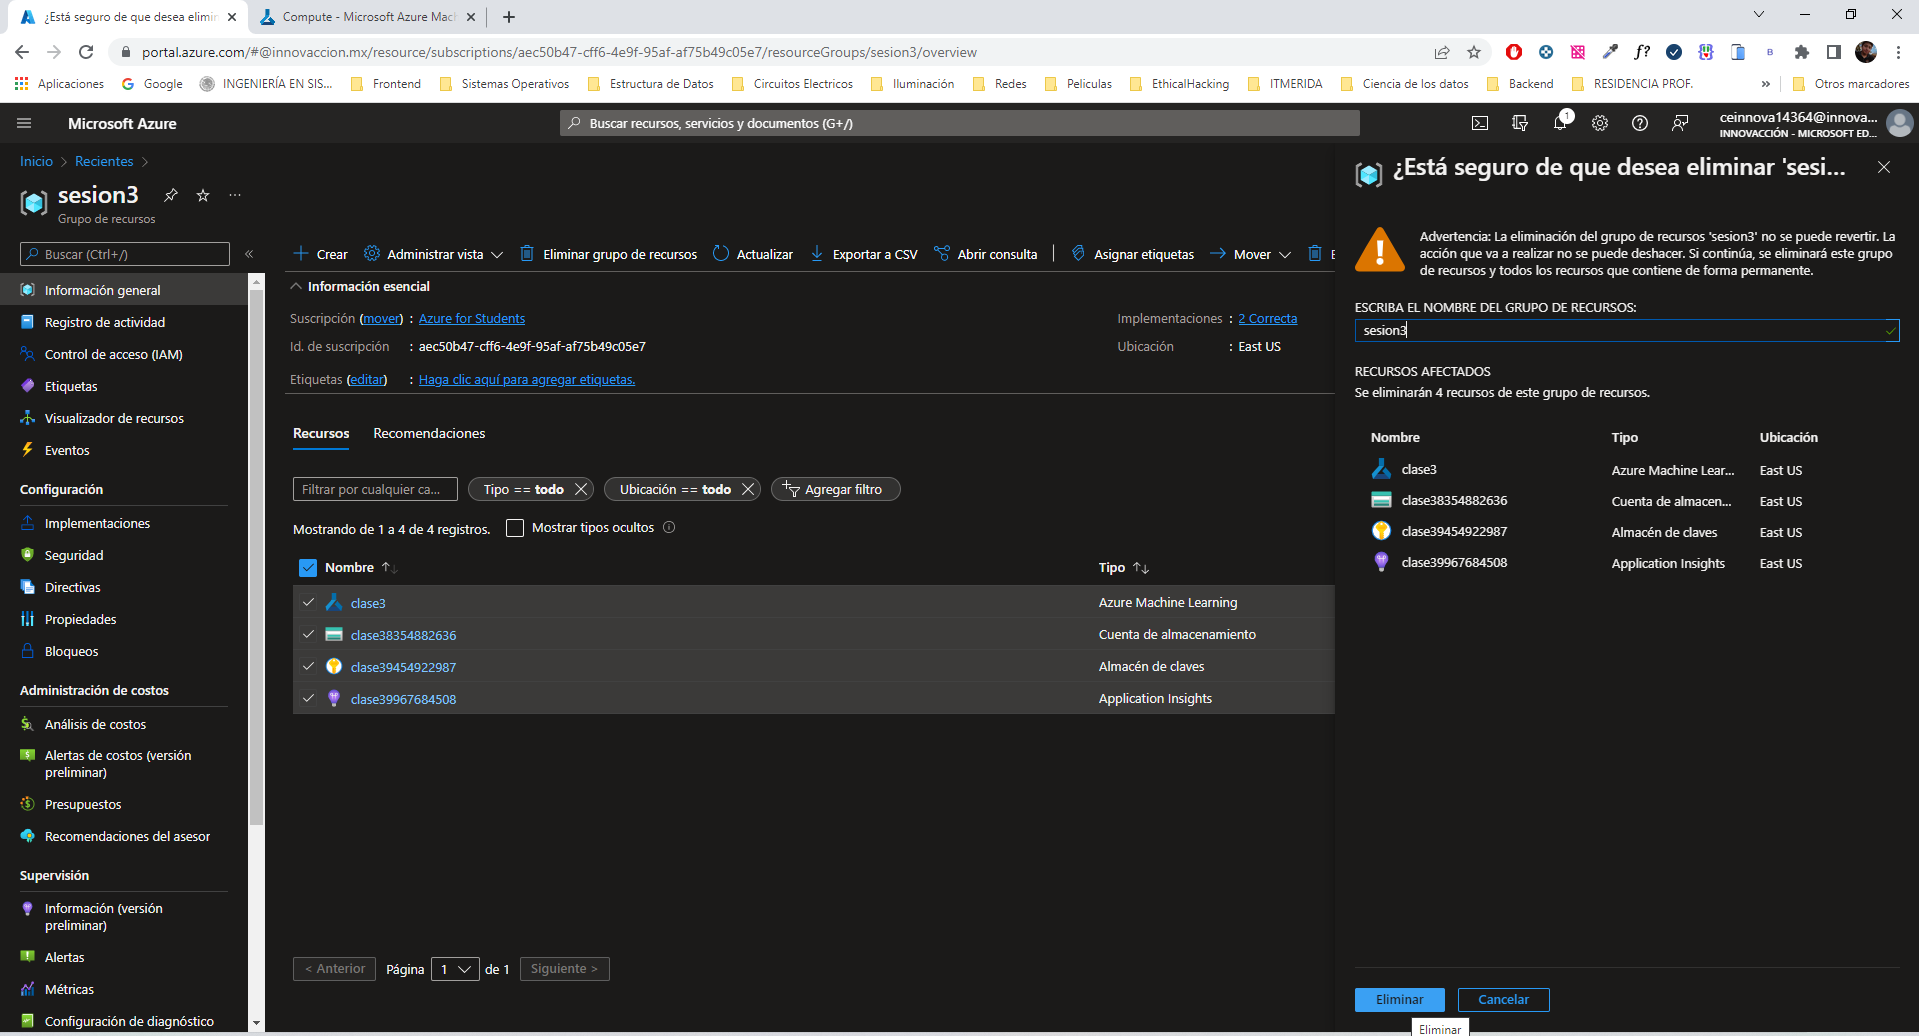 ¿Está seguro de que desea elimin
Compute - Microsoft Azure Mach
portal.azure.com/#@innovaccion.mx/resource/subscriptions/aec50b47-cff6-4e9f-95af-af75b49c05e7/resourceGroups/sesion3/overview
Aplicaciones
Google
INGENIERÍA EN SIS...
Frontend
Sistemas Operativos
Estructura de Datos
Circuitos Electricos
Iluminación
Redes
Peliculas
EthicalHacking
ITMERIDA
Ciencia de los datos
Backend
RESIDENCIA PROF.
»
Otros marcadores
Microsoft Azure
Buscar recursos, servicios y documentos (G+/)
1
ceinnova14364@innova...
INNOVACCIÓN - MICROSOFT ED...
Inicio > Recientes >
sesion3
...
Grupo de recursos
Buscar (Ctrl+/)
«
Información general
Registro de actividad
Control de acceso (IAM)
Etiquetas
Visualizador de recursos
Eventos
Configuración
Implementaciones
Seguridad
Directivas
Propiedades
Bloqueos
Administración de costos
Análisis de costos
Alertas de costos (versión
preliminar)
Presupuestos
Recomendaciones del asesor
Supervisión
Información (versión
preliminar)
Alertas
Métricas
Configuración de diagnóstico
Crear
Administrar vista
Eliminar grupo de recursos
Actualizar
Exportar a CSV
Abrir consulta
Asignar etiquetas
Mover
E
Información esencial
Suscripción (mover) : Azure for Students
Id. de suscripción : aec50b47-cff6-4e9f-95af-af75b49c05e7
Etiquetas (editar) : Haga clic aquí para agregar etiquetas.
Implementaciones : 2 Correcta
Ubicación : East US
Recursos
Recomendaciones
Filtrar por cualquier ca...
Tipo == todo
Ubicación == todo
Agregar filtro
Mostrando de 1 a 4 de 4 registros.
Mostrar tipos ocultos
Nombre ↑↓ Tipo ↑↓
clase3 Azure Machine Learning
clase38354882636 Cuenta de almacenamiento
clase39454922987 Almacén de claves
clase39967684508 Application Insights
< Anterior
Página 1 de 1
Siguiente >
¿Está seguro de que desea eliminar 'sesi...
Advertencia: La eliminación del grupo de recursos 'sesion3' no se puede revertir. La
acción que va a realizar no se puede deshacer. Si continúa, se eliminará este grupo
de recursos y todos los recursos que contiene de forma permanente.
ESCRIBA EL NOMBRE DEL GRUPO DE RECURSOS:
sesion3
RECURSOS AFECTADOS
Se eliminarán 4 recursos de este grupo de recursos.
Nombre Tipo Ubicación
clase3 Azure Machine Lear... East US
clase38354882636 Cuenta de almacen... East US
clase39454922987 Almacén de claves East US
clase39967684508 Application Insights East US
Eliminar
Cancelar
Eliminar